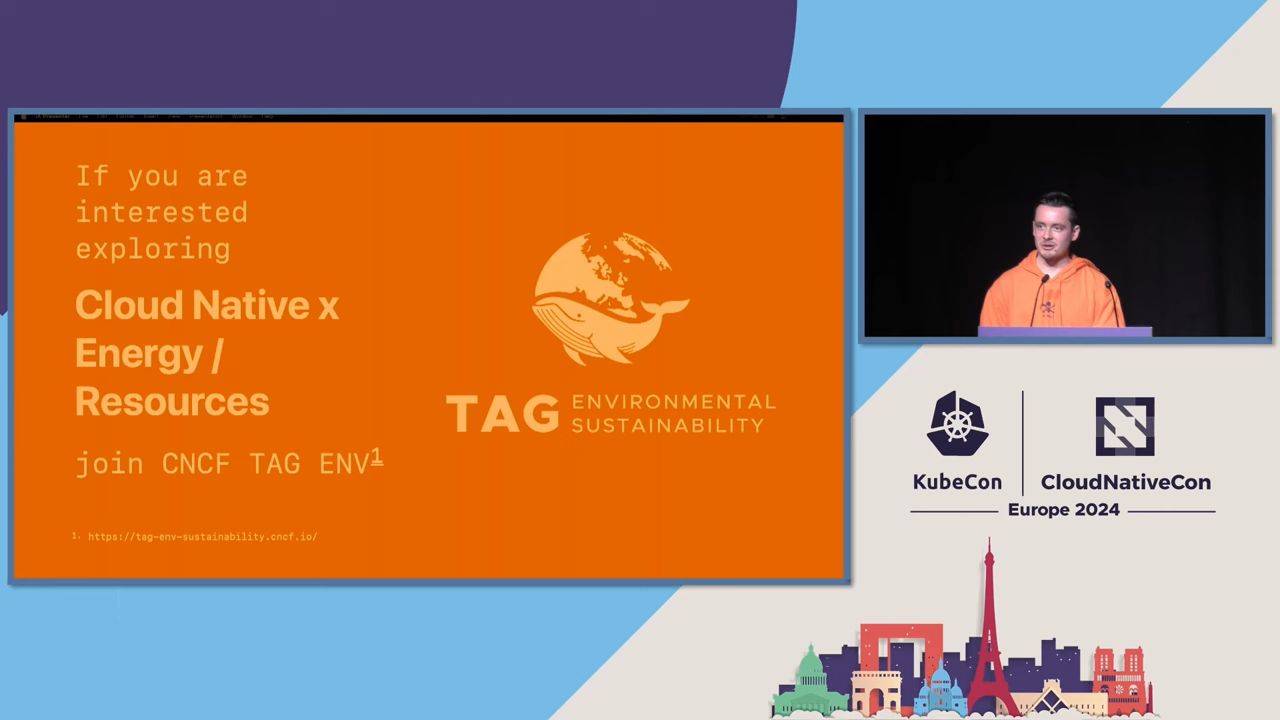 If you are
interested
exploring
Cloud Native x
Energy /
Resources
join CNCF TAG ENV1
1. https://tag-env-sustainability.cncf.io/
TAG ENVIRONMENTAL
SUSTAINABILITY
KubeCon
CloudNativeCon
Europe 2024